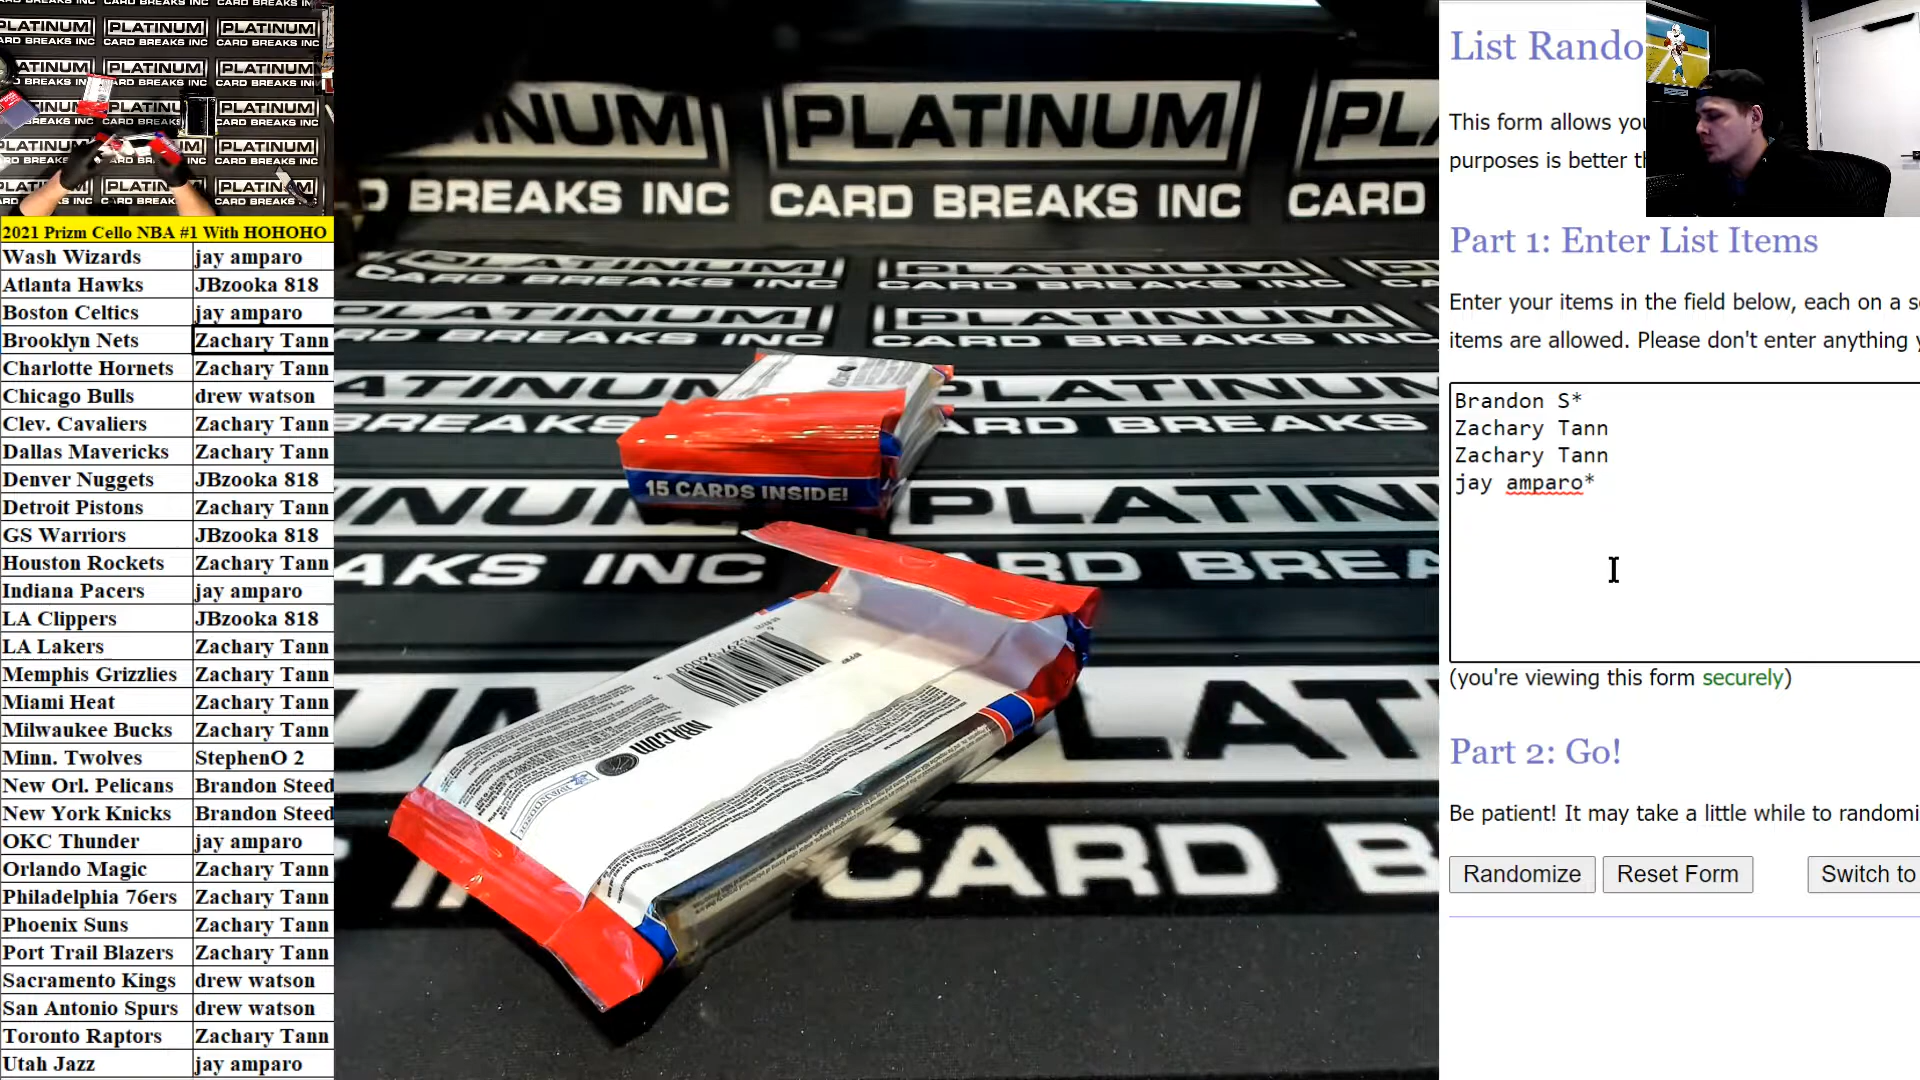 2021 Prizm Cello NBA #1 With HOHOHO
Wash Wizards jay amparo
Atlanta Hawks JBzooka 818
Boston Celtics jay amparo
Brooklyn Nets Zachary Tann
Charlotte Hornets Zachary Tann
Chicago Bulls drew watson
Clev. Cavaliers Zachary Tann
Dallas Mavericks Zachary Tann
Denver Nuggets JBzooka 818
Detroit Pistons Zachary Tann
GS Warriors JBzooka 818
Houston Rockets Zachary Tann
Indiana Pacers jay amparo
LA Clippers JBzooka 818
LA Lakers Zachary Tann
Memphis Grizzlies Zachary Tann
Miami Heat Zachary Tann
Milwaukee Bucks Zachary Tann
Minn. Twolves StephenO 2
New Orl. Pelicans Brandon Steed
New York Knicks Brandon Steed
OKC Thunder jay amparo
Orlando Magic Zachary Tann
Philadelphia 76ers Zachary Tann
Phoenix Suns Zachary Tann
Port Trail Blazers Zachary Tann
Sacramento Kings drew watson
San Antonio Spurs drew watson
Toronto Raptors Zachary Tann
Utah Jazz jay amparo
PLATINUM
CARD BREAKS INC
15 CARDS INSIDE!
NBA.COM
List Rando
This form allows you
purposes is better th
Part 1: Enter List Items
Enter your items in the field below, each on a s
items are allowed. Please don't enter anything y
Brandon S*
Zachary Tann
Zachary Tann
jay amparo*
(you're viewing this form securely)
Part 2: Go!
Be patient! It may take a little while to randomi
Randomize Reset Form Switch to